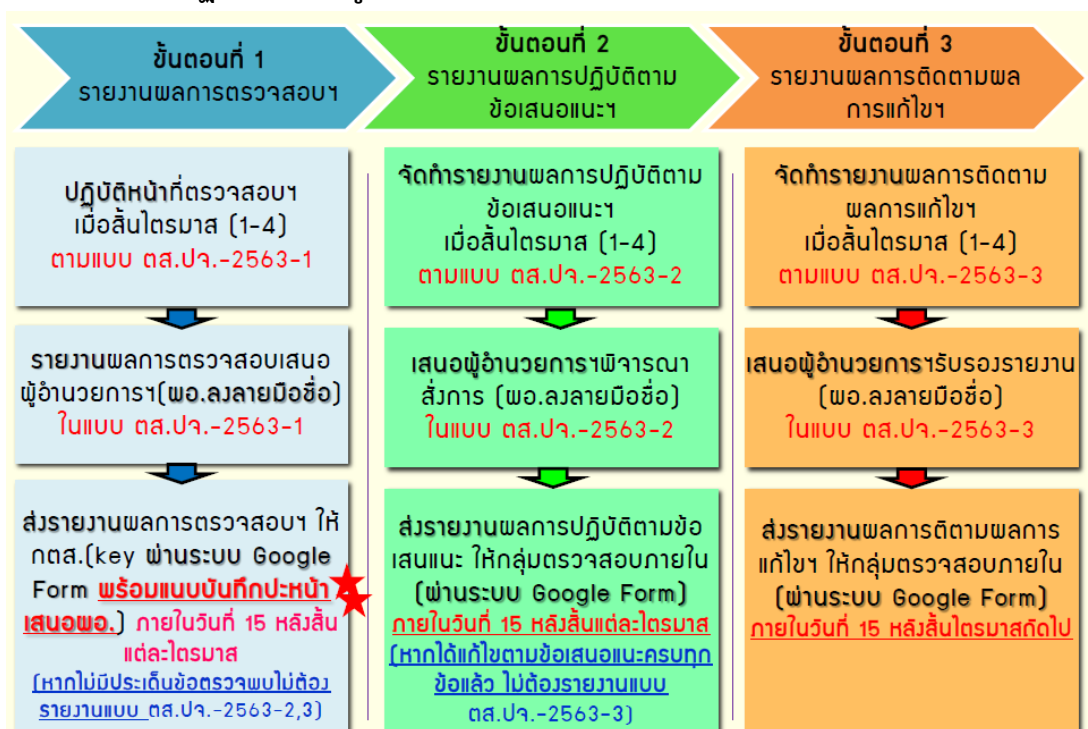 ขั้นตอนที่ 1
รายงานผลการตรวจสอบฯ
ขั้นตอนที่ 2
รายงานผลการปฏิบัติตาม
ข้อเสนอแนะฯ
ขั้นตอนที่ 3
รายงานผลการติดตามผล
การแก้ไขฯ
ปฏิบัติหน้าที่ตรวจสอบฯ
เมื่อสิ้นไตรมาส (1-4)
ตามแบบ ตส.ปจ.-2563-1
รายงานผลการตรวจสอบเสนอ
ผู้อำนวยการฯ(ผอ.ลงลายมือชื่อ)
ในแบบ ตส.ปจ.-2563-1
ส่งรายงานผลการตรวจสอบฯ ให้
กตส.(key ผ่านระบบ Google
Form พร้อมแนบบันทึกปะหน้า
เสนอผอ.) ภายในวันที่ 15 หลังสิ้น
แต่ละไตรมาส
(หากไม่มีประเด็นข้อตรวจพบไม่ต้อง
รายงานแบบ ตส.ปจ.-2563-2,3)
จัดทำรายงานผลการปฏิบัติตาม
ข้อเสนอแนะฯ
เมื่อสิ้นไตรมาส (1-4)
ตามแบบ ตส.ปจ.-2563-2
เสนอผู้อำนวยการฯพิจารณา
สั่งการ (ผอ.ลงลายมือชื่อ)
ในแบบ ตส.ปจ.-2563-2
ส่งรายงานผลการปฏิบัติตามข้อ
เสนแนะ ให้กลุ่มตรวจสอบภายใน
(ผ่านระบบ Google Form)
ภายในวันที่ 15 หลังสิ้นแต่ละไตรมาส
(หากได้แก้ไขตามข้อเสนอแนะครบทุก
ข้อแล้ว ไม่ต้องรายงานแบบ
ตส.ปจ.-2563-3)
จัดทำรายงานผลการติดตาม
ผลการแก้ไขฯ
เมื่อสิ้นไตรมาส (1-4)
ตามแบบ ตส.ปจ.-2563-3
เสนอผู้อำนวยการฯรับรองรายงาน
(ผอ.ลงลายมือชื่อ)
ในแบบ ตส.ปจ.-2563-3
ส่งรายงานผลการติตามผลการ
แก้ไขฯ ให้กลุ่มตรวจสอบภายใน
(ผ่านระบบ Google Form)
ภายในวันที่ 15 หลังสิ้นไตรมาสถัดไป